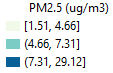 PM2.5 (ug/m3)
[1.51, 4.66]
(4.66, 7.31]
(7.31, 29.12]